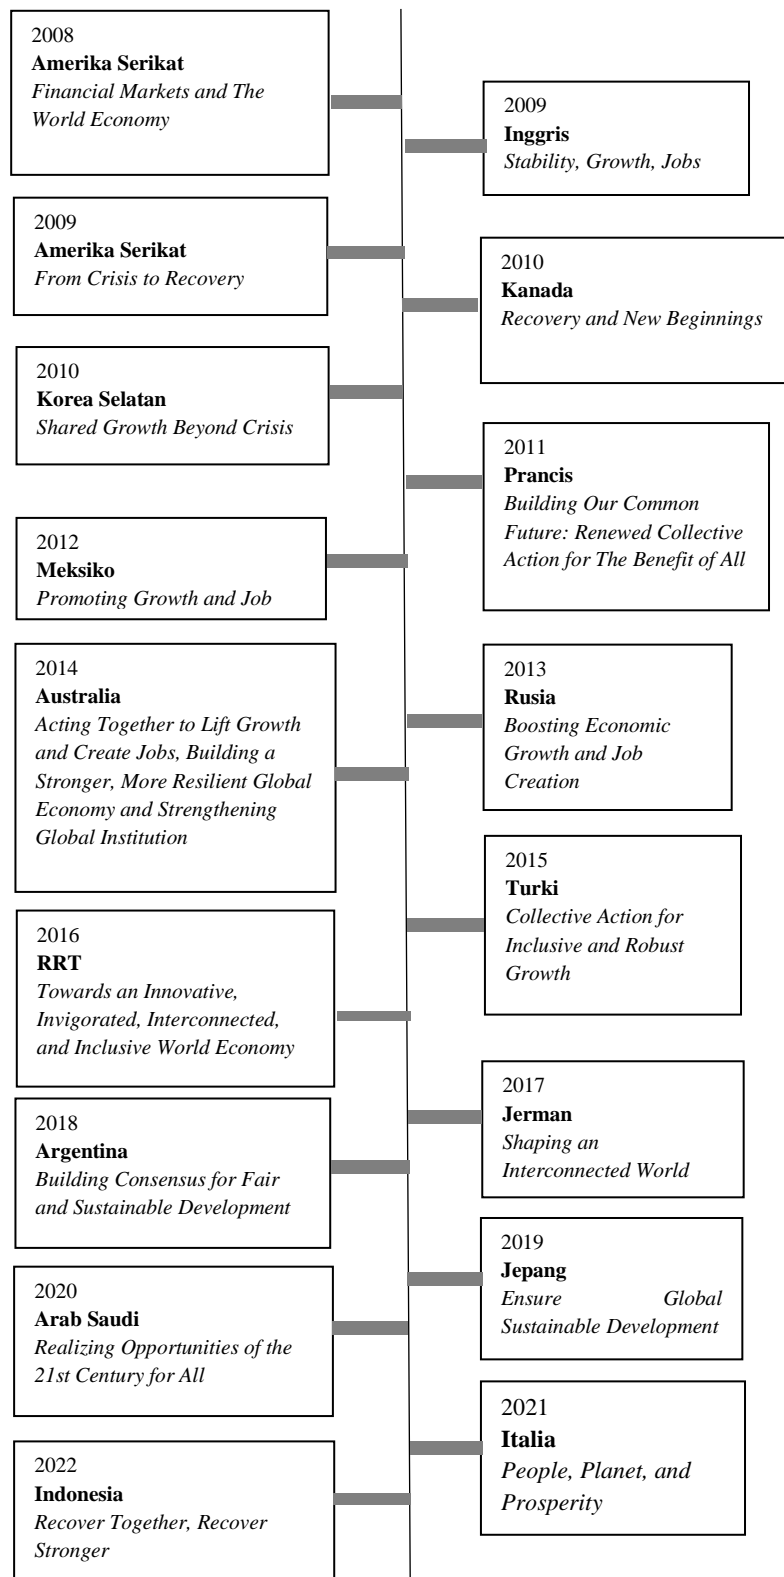 2008
Amerika Serikat
Financial Markets and The
World Economy
2009
Inggris
Stability, Growth, Jobs
2009
Amerika Serikat
From Crisis to Recovery
2010
Kanada
Recovery and New Beginnings
2010
Korea Selatan
Shared Growth Beyond Crisis
2011
Prancis
Building Our Common
Future: Renewed Collective
Action for The Benefit of All
2012
Meksiko
Promoting Growth and Job
2013
Rusia
Boosting Economic
Growth and Job
Creation
2014
Australia
Acting Together to Lift Growth
and Create Jobs, Building a
Stronger, More Resilient Global
Economy and Strengthening
Global Institution
2015
Turki
Collective Action for
Inclusive and Robust
Growth
2016
RRT
Towards an Innovative,
Invigorated, Interconnected,
and Inclusive World Economy
2017
Jerman
Shaping an
Interconnected World
2018
Argentina
Building Consensus for Fair
and Sustainable Development
2019
Jepang
Ensure Global
Sustainable Development
2020
Arab Saudi
Realizing Opportunities of the
21st Century for All
2021
Italia
People, Planet, and
Prosperity
2022
Indonesia
Recover Together, Recover
Stronger